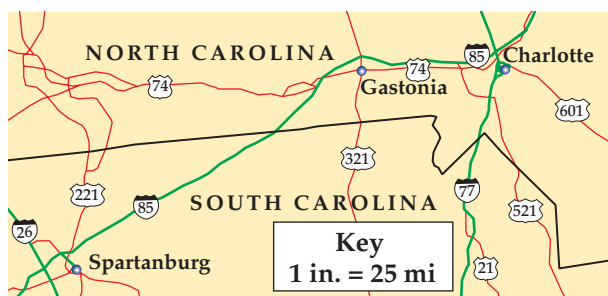 NORTH CAROLINA
85
Charlotte
74
74
Gastonia
601
321
221
85
SOUTH CAROLINA
77
521
26
Key
1 in. = 25 mi
Spartanburg
21